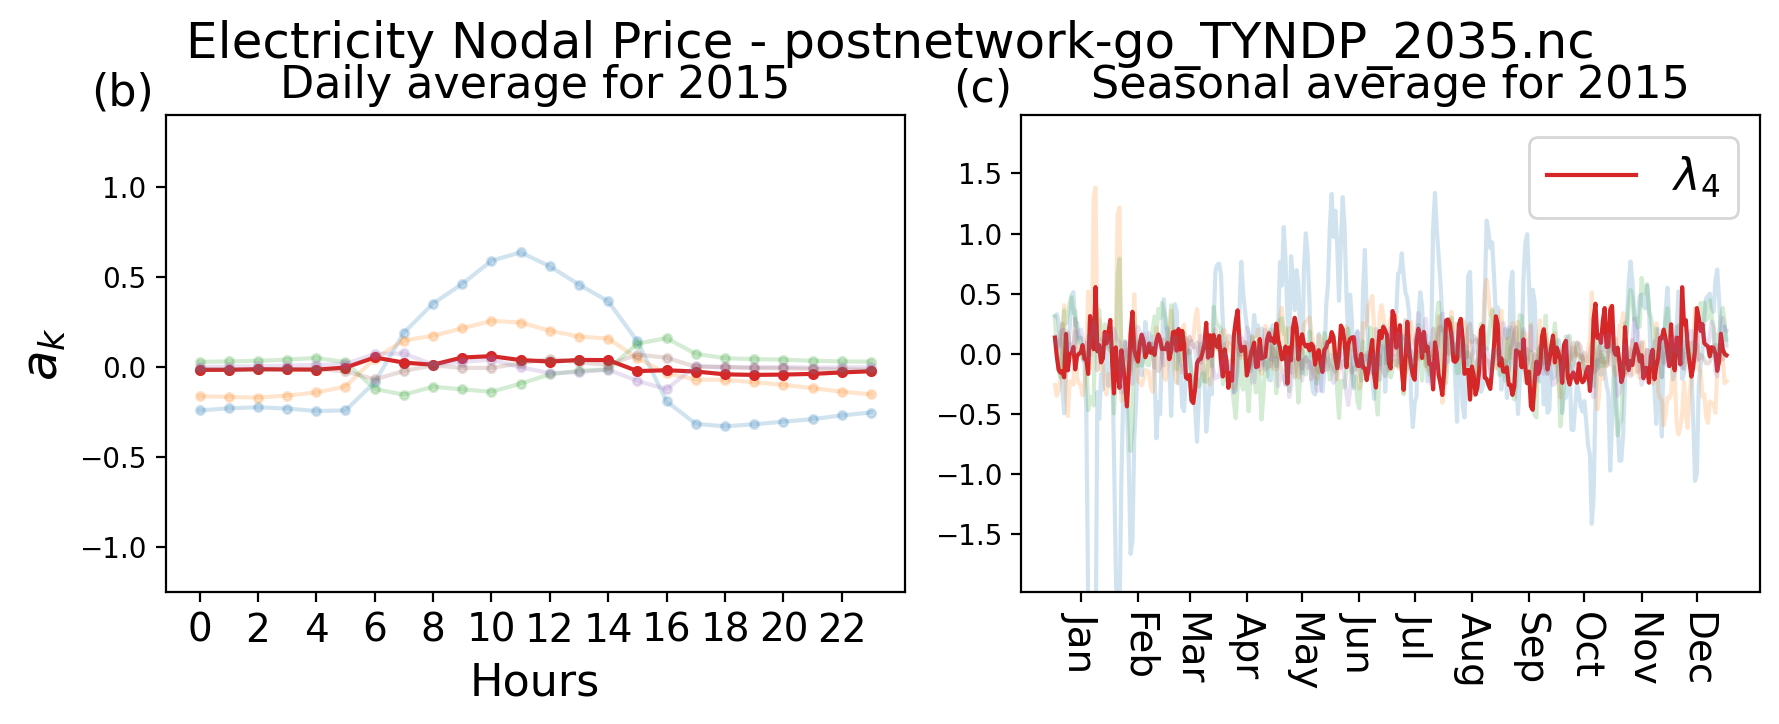 Electricity Nodal Price - postnetwork-go_TYNDP_2035.nc
(b) Daily average for 2015
1.0
0.5
0.0
−0.5
−1.0
aₖ
0 2 4 6 8 10 12 14 16 18 20 22
Hours
(c) Seasonal average for 2015
λ₄
1.5
1.0
0.5
0.0
−0.5
−1.0
−1.5
Jan Feb Mar Apr May Jun Jul Aug Sep Oct Nov Dec